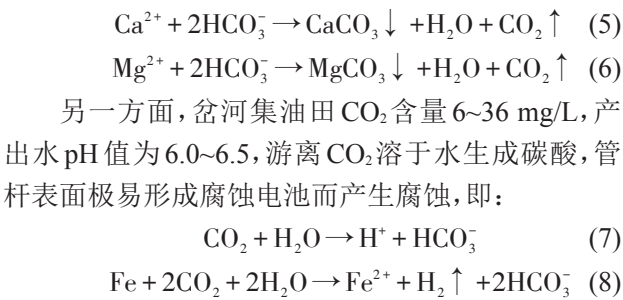 Ca²⁺+2HCO₃⁻→CaCO₃↓+H₂O+CO₂↑ (5)
Mg²⁺+2HCO₃⁻→MgCO₃↓+H₂O+CO₂↑ (6)
另一方面,岔河集油田CO₂含量6~36 mg/L,产
出水pH值为6.0~6.5,游离CO₂溶于水生成碳酸,管
杆表面极易形成腐蚀电池而产生腐蚀,即:
CO₂+H₂O→H⁺+HCO₃⁻ (7)
Fe+2CO₂+2H₂O→Fe²⁺+H₂↑+2HCO₃⁻ (8)